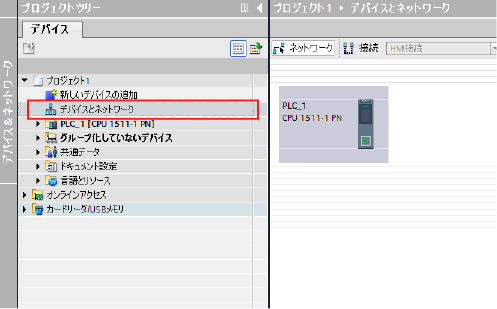 プロジェクトツリー
デバイス
プロジェクト1
新しいデバイスの追加
デバイスとネットワーク
PLC_1 [CPU 1511-1 PN]
グループ化していないデバイス
共通データ
ドキュメント設定
言語とリソース
オンラインアクセス
カードリーダ/USBメモリ
デバイス & ネットワーク
プロジェクト1 ▸ デバイスとネットワーク
ネットワーク 接続 HMI接続
PLC_1
CPU 1511-1 PN